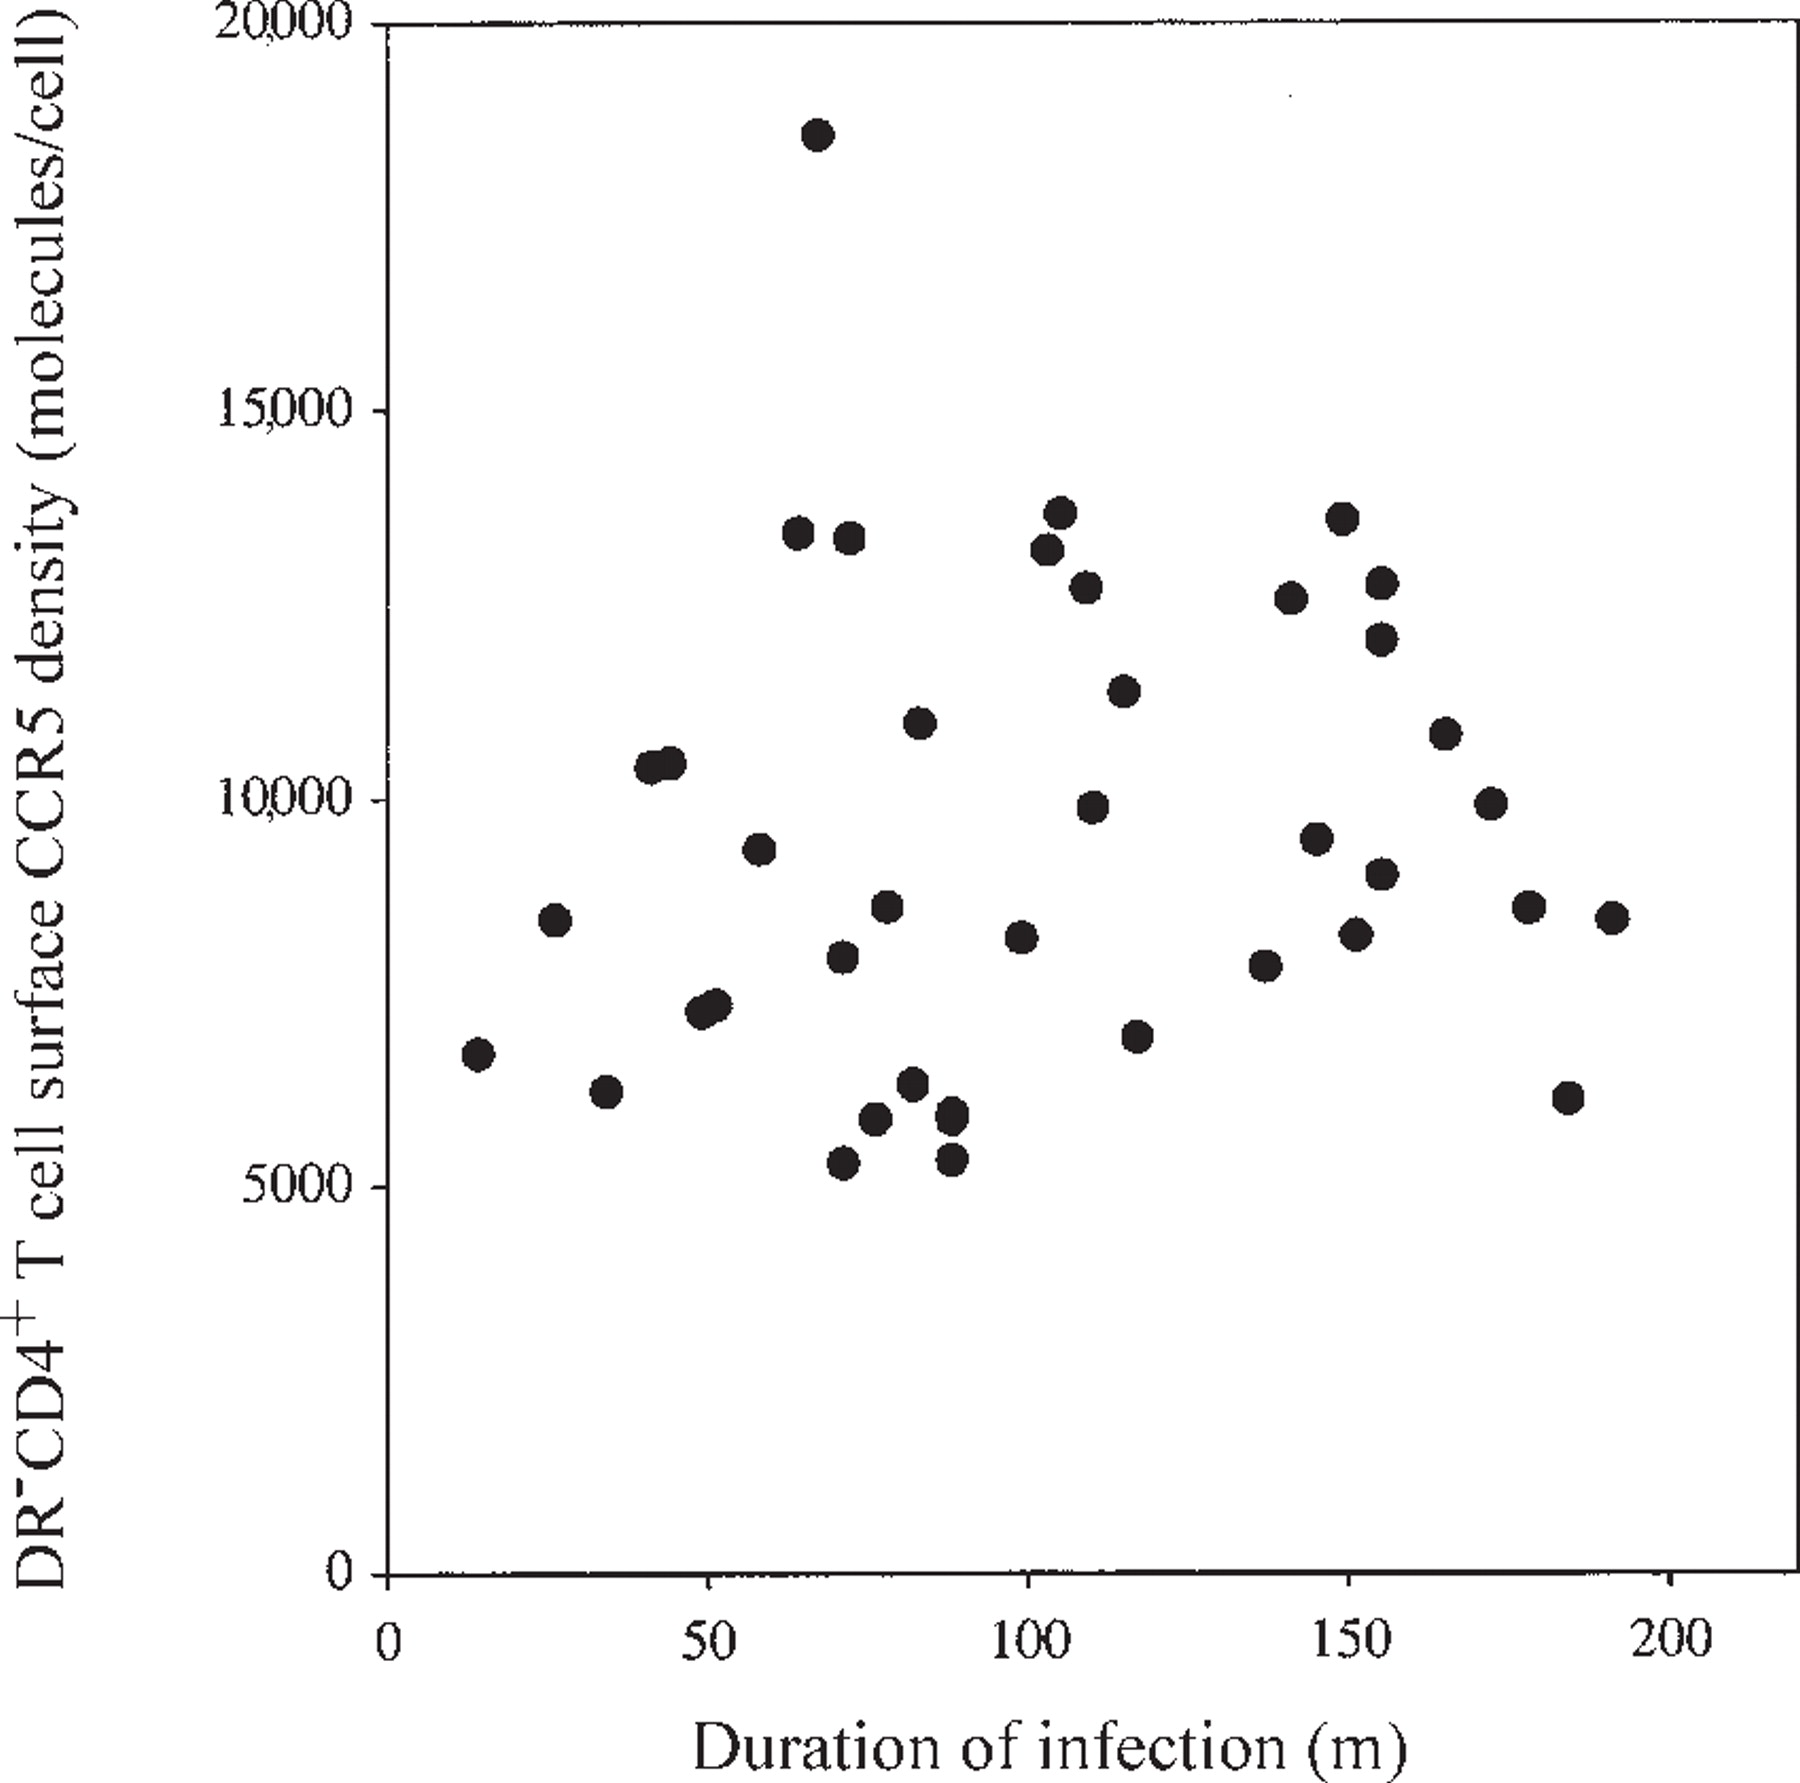 DR⁻CD4⁺ T cell surface CCR5 density (molecules/cell)
20,000
15,000
10,000
5000
0
0 50 100 150 200
Duration of infection (m)